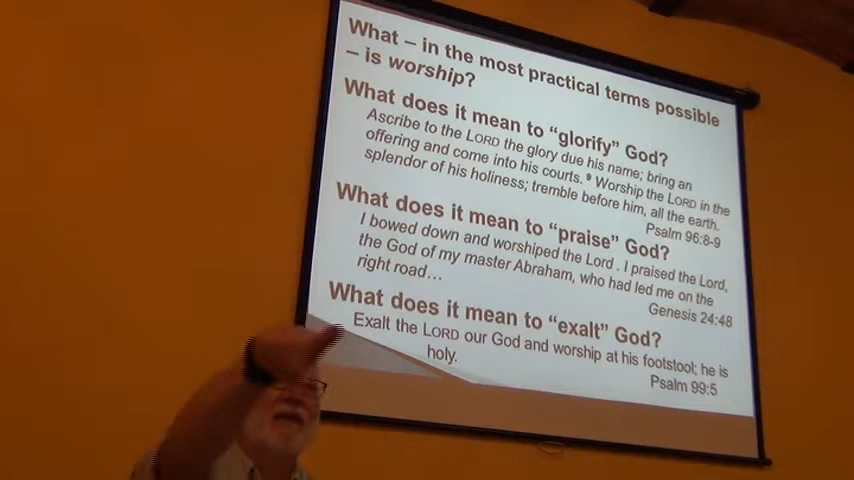 What – in the most practical terms possible
– is worship?
What does it mean to “glorify” God?
Ascribe to the LORD the glory due his name; bring an
offering and come into his courts. ⁹ Worship the LORD in the
splendor of his holiness; tremble before him, all the earth.
Psalm 96:8-9
What does it mean to “praise” God?
I bowed down and worshiped the Lord . I praised the Lord,
the God of my master Abraham, who had led me on the
right road…
Genesis 24:48
What does it mean to “exalt” God?
Exalt the LORD our God and worship at his footstool; he is
holy.
Psalm 99:5